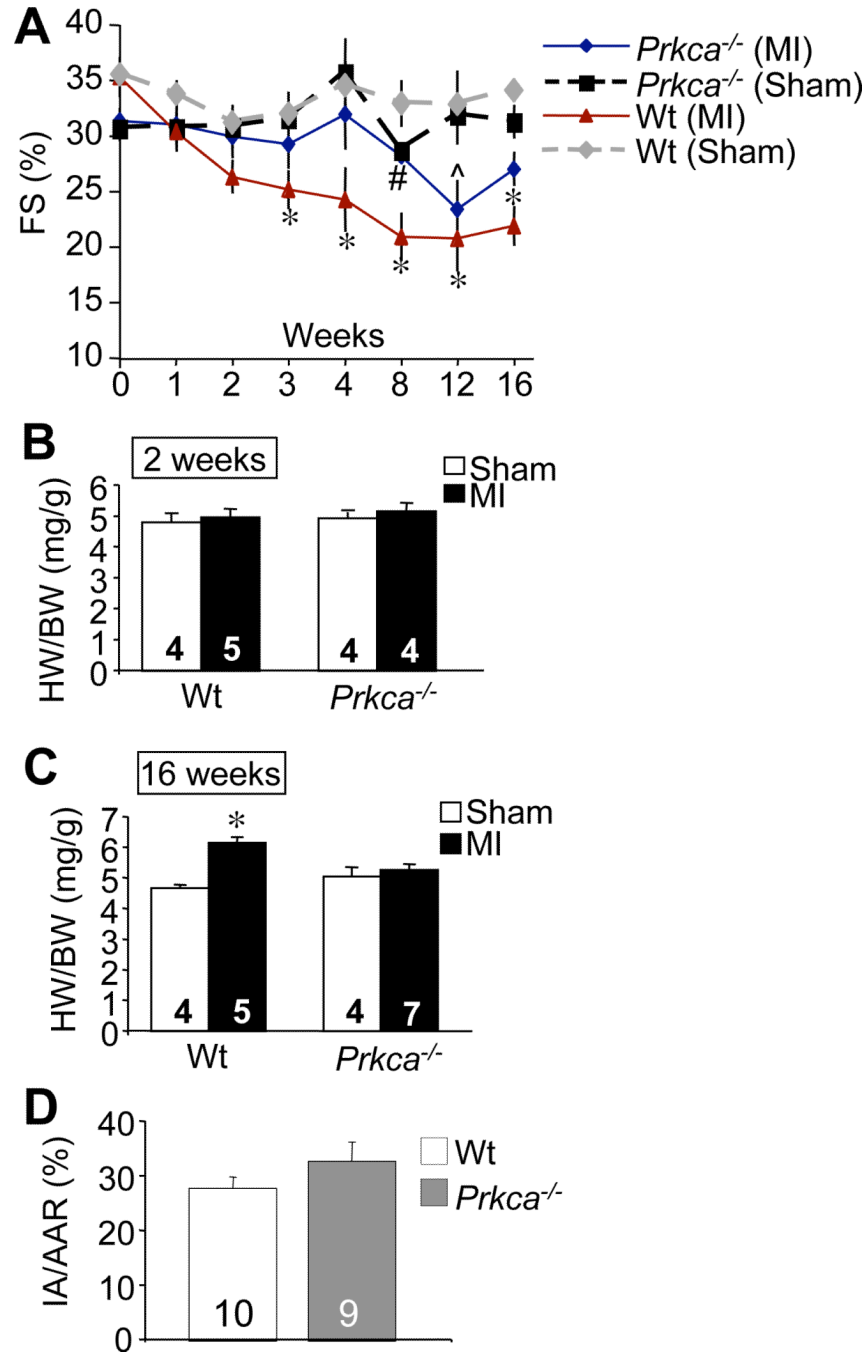 A
40
35
30
25
20
15
10
FS (%)
Weeks
0 1 2 3 4 8 12 16
* * # * ^ * *
Prkca-/- (MI)
Prkca-/- (Sham)
Wt (MI)
Wt (Sham)
B
2 weeks
Sham
MI
HW/BW (mg/g)
6
5
4
3
2
1
0
4 5 4 4
Wt Prkca-/-
C
16 weeks
Sham
MI
HW/BW (mg/g)
7
6
5
4
3
2
1
0
*
4 5 4 7
Wt Prkca-/-
D
IA/AAR (%)
40
30
20
10
0
10 9
Wt
Prkca-/-